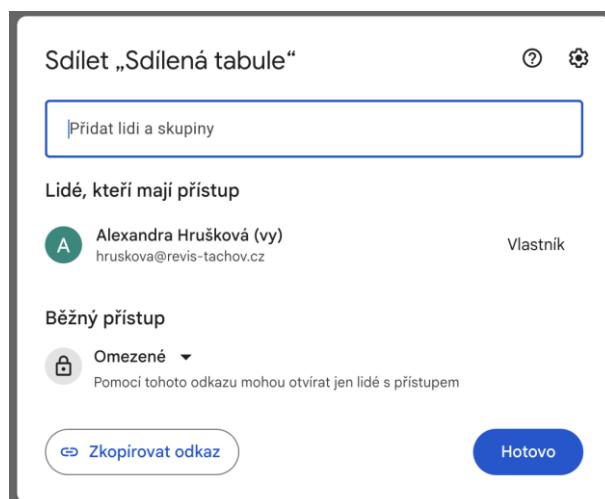 Sdílet „Sdílená tabule“
Přidat lidi a skupiny
Lidé, kteří mají přístup
A
Alexandra Hrušková (vy)
hruskova@revis-tachov.cz
Vlastník
Běžný přístup
Omezené
Pomocí tohoto odkazu mohou otvírat jen lidé s přístupem
Zkopírovat odkaz
Hotovo